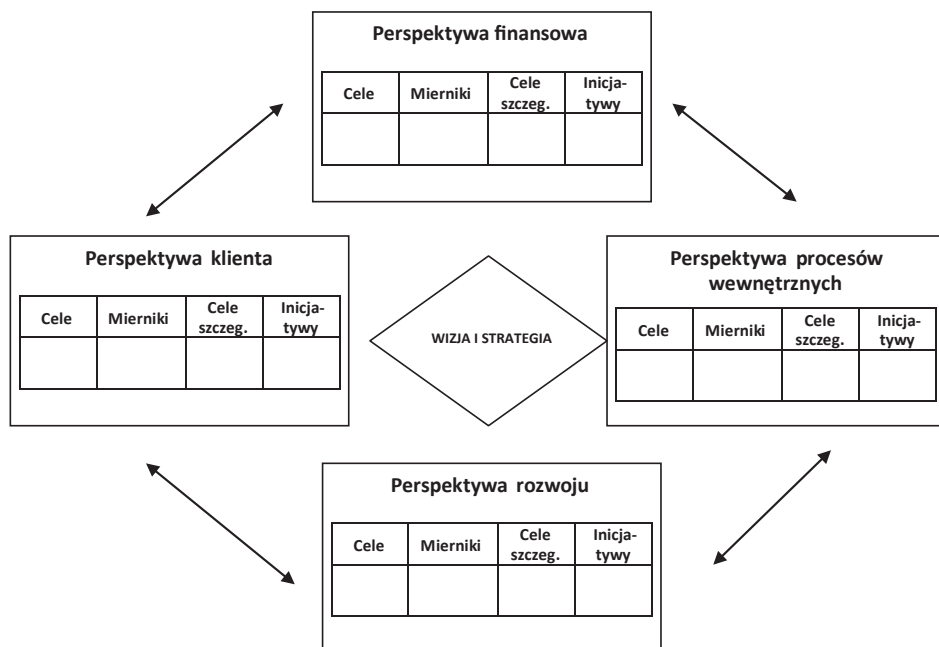 Perspektywa finansowa
Cele Mierniki Cele szczeg. Inicja-tywy
Perspektywa klienta
Cele Mierniki Cele szczeg. Inicja-tywy
WIZJA I STRATEGIA
Perspektywa procesów
wewnętrznych
Cele Mierniki Cele szczeg. Inicja-tywy
Perspektywa rozwoju
Cele Mierniki Cele szczeg. Inicja-tywy